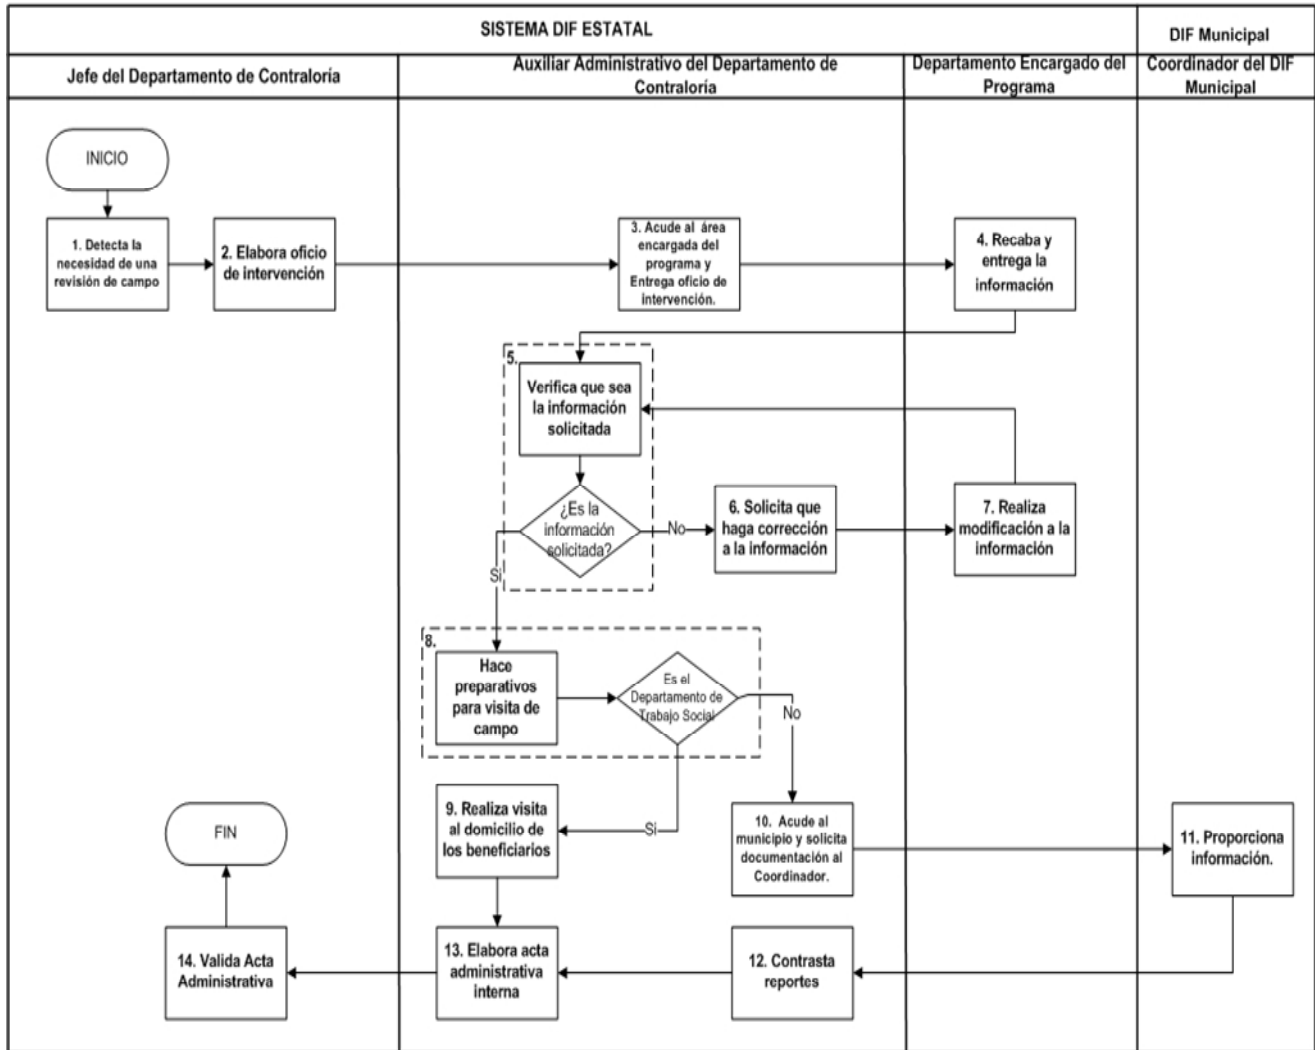 SISTEMA DIF ESTATAL
DIF Municipal
Jefe del Departamento de Contraloría
Auxiliar Administrativo del Departamento de
Contraloría
Departamento Encargado del
Programa
Coordinador del DIF
Municipal
INICIO
1. Detecta la
necesidad de una
revisión de campo
2. Elabora oficio
de intervención
3. Acude al área
encargada del
programa y
Entrega oficio de
intervención.
4. Recaba y
entrega la
información
5.
Verifica que sea
la información
solicitada
¿Es la
información
solicitada?
No
6. Solicita que
haga corrección
a la información
7. Realiza
modificación a la
información
Sí
8.
Hace
preparativos
para visita de
campo
Es el
Departamento de
Trabajo Social
No
9. Realiza visita
al domicilio de
los beneficiarios
Sí
10. Acude al
municipio y solicita
documentación al
Coordinador.
11. Proporciona
información.
FIN
14. Valida Acta
Administrativa
13. Elabora acta
administrativa
interna
12. Contrasta
reportes